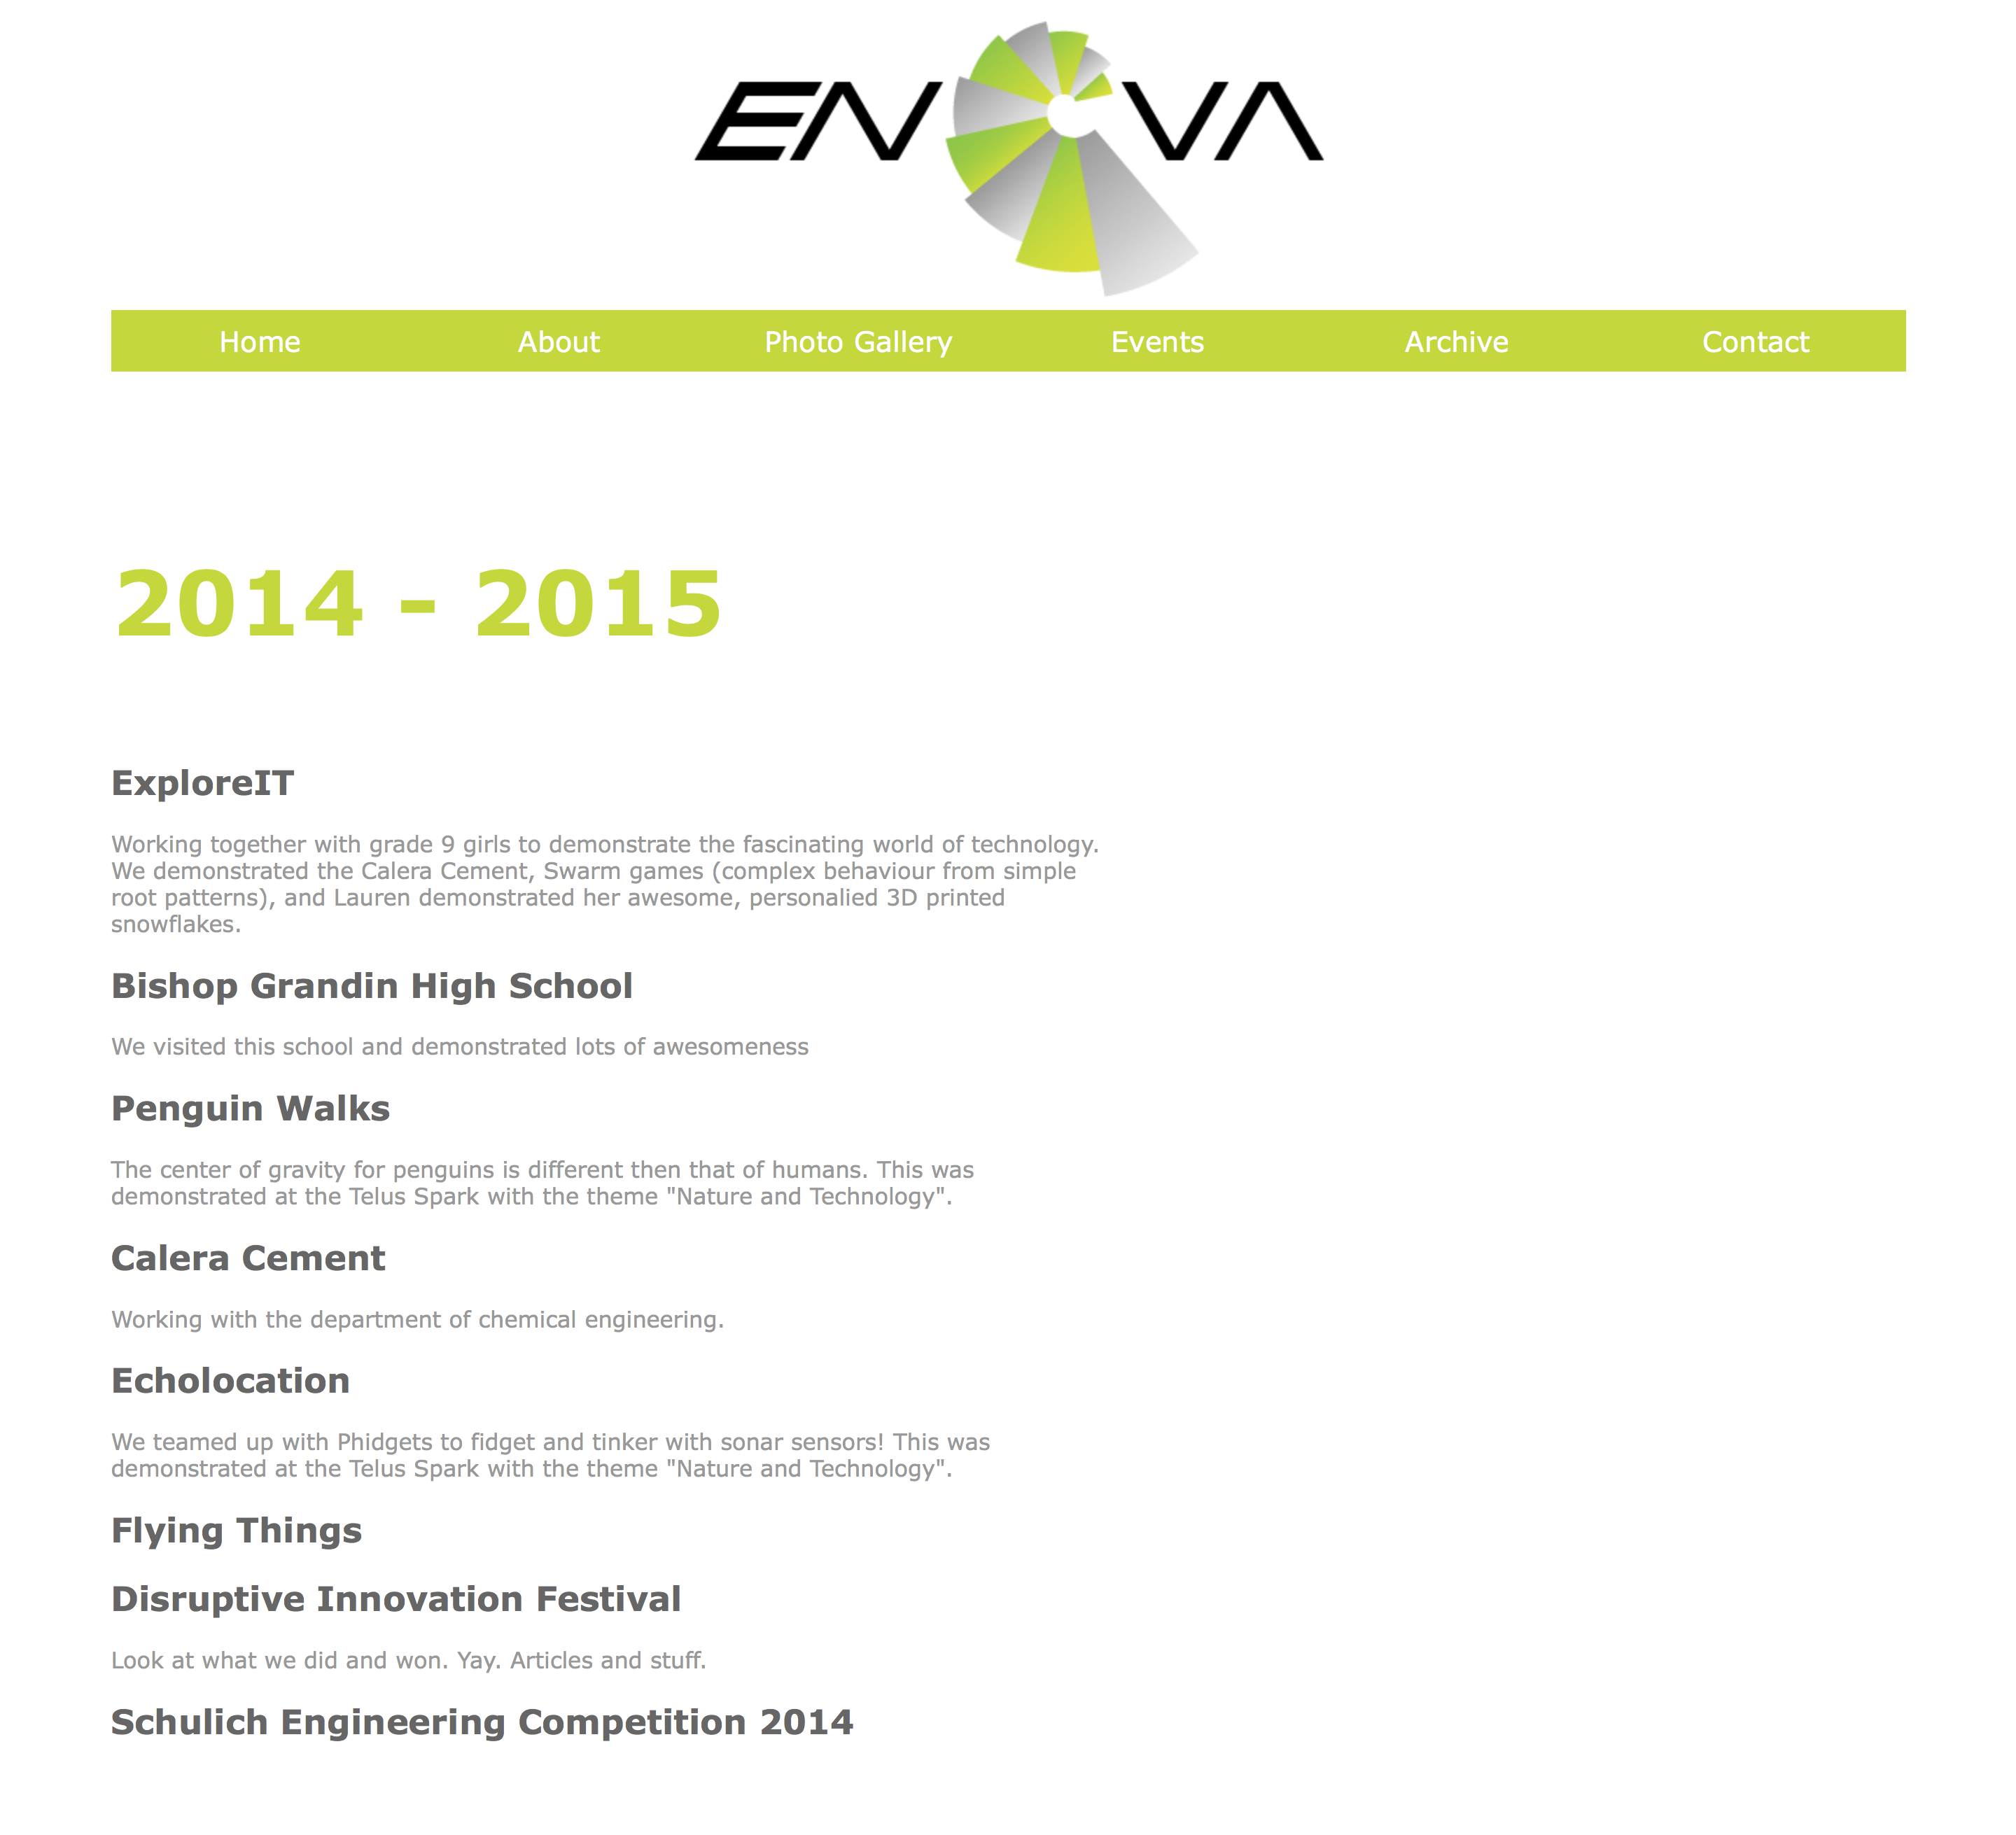 ENOVA
Home About Photo Gallery Events Archive Contact
2014 - 2015
ExploreIT
Working together with grade 9 girls to demonstrate the fascinating world of technology.
We demonstrated the Calera Cement, Swarm games (complex behaviour from simple
root patterns), and Lauren demonstrated her awesome, personalied 3D printed
snowflakes.
Bishop Grandin High School
We visited this school and demonstrated lots of awesomeness
Penguin Walks
The center of gravity for penguins is different then that of humans. This was
demonstrated at the Telus Spark with the theme "Nature and Technology".
Calera Cement
Working with the department of chemical engineering.
Echolocation
We teamed up with Phidgets to fidget and tinker with sonar sensors! This was
demonstrated at the Telus Spark with the theme "Nature and Technology".
Flying Things
Disruptive Innovation Festival
Look at what we did and won. Yay. Articles and stuff.
Schulich Engineering Competition 2014